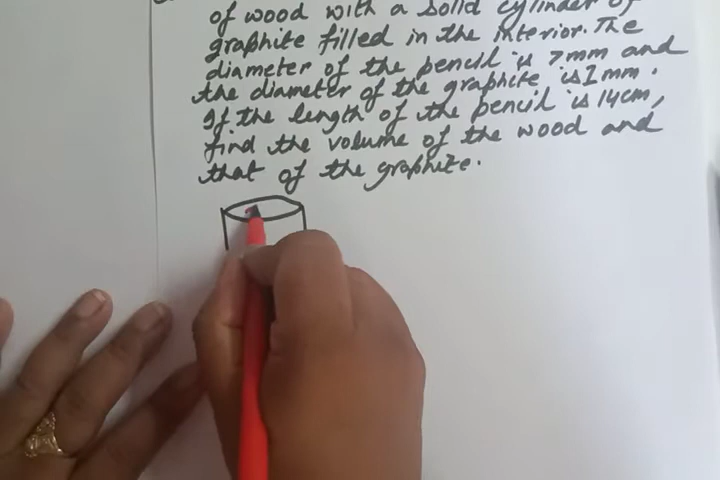 of wood with a solid cylinder of
graphite filled in the interior. The
diameter of the pencil is 7mm and
the diameter of the graphite is 1mm.
If the length of the pencil is 14cm,
find the volume of the wood and
that of the graphite.